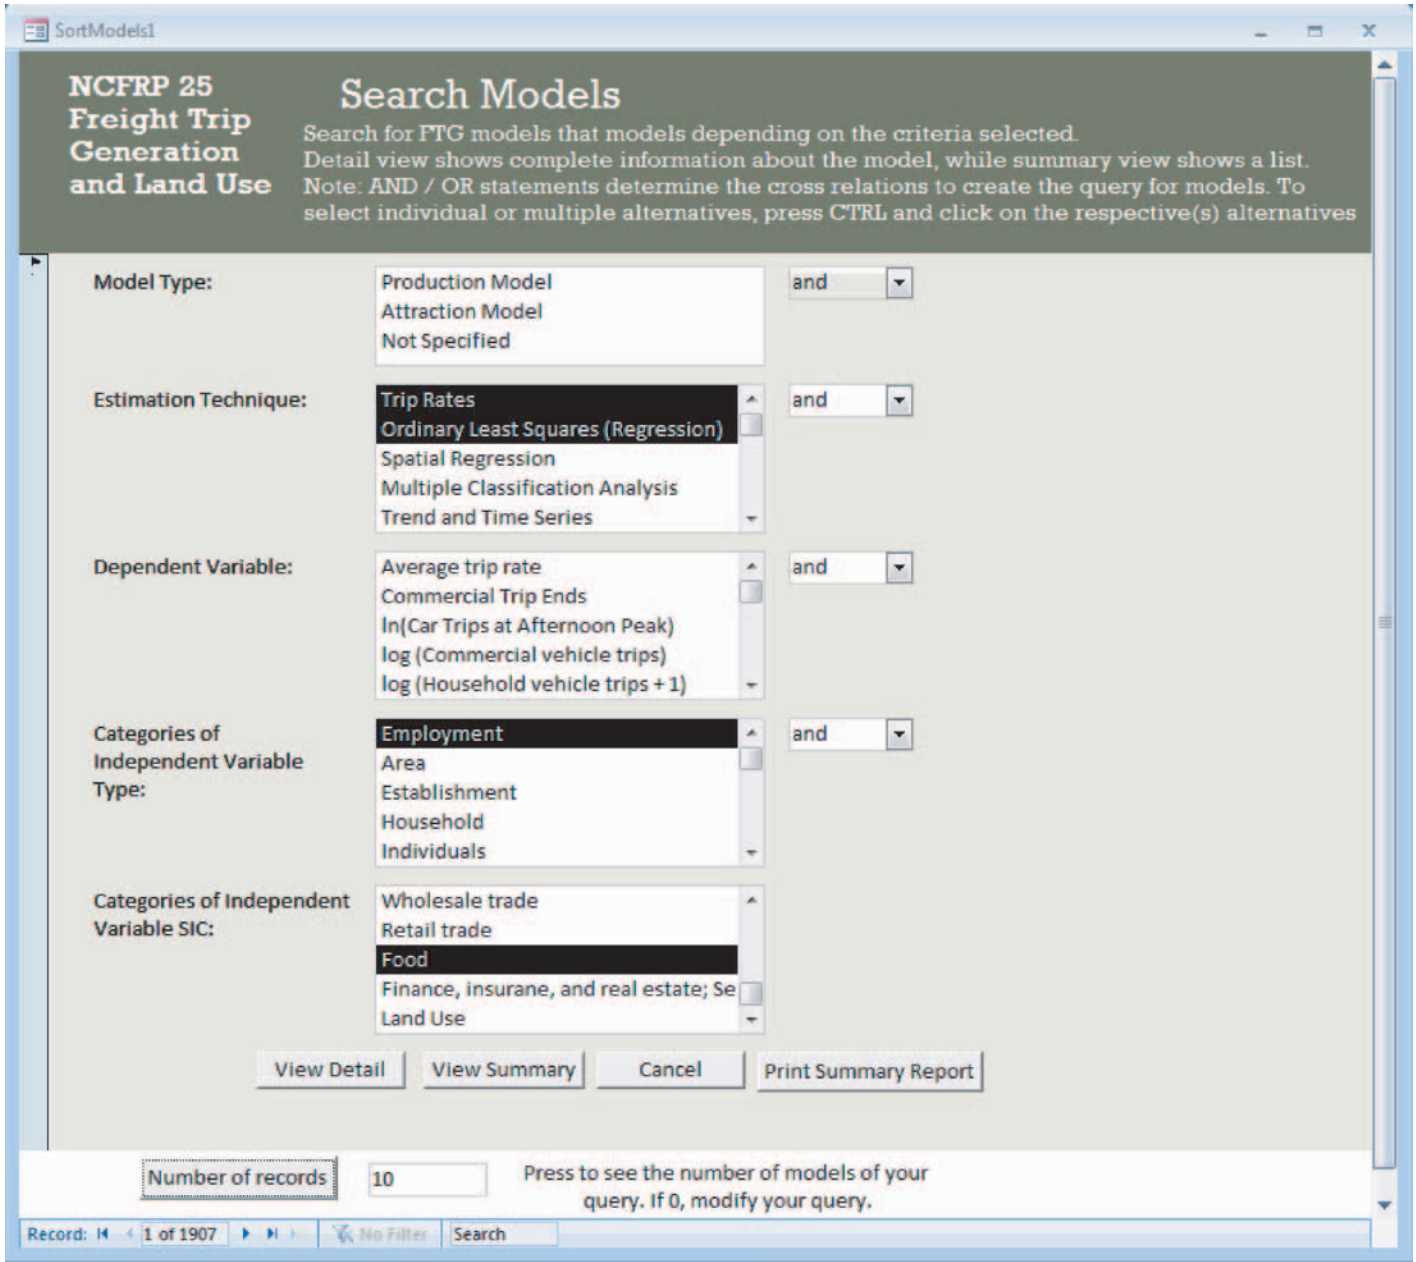 SortModels1
NCFRP 25
Freight Trip
Generation
and Land Use
Search Models
Search for FTG models that models depending on the criteria selected.
Detail view shows complete information about the model, while summary view shows a list.
Note: AND / OR statements determine the cross relations to create the query for models. To
select individual or multiple alternatives, press CTRL and click on the respective(s) alternatives
Model Type:
Production Model
Attraction Model
Not Specified
and
Estimation Technique:
Trip Rates
Ordinary Least Squares (Regression)
Spatial Regression
Multiple Classification Analysis
Trend and Time Series
and
Dependent Variable:
Average trip rate
Commercial Trip Ends
ln(Car Trips at Afternoon Peak)
log (Commercial vehicle trips)
log (Household vehicle trips + 1)
and
Categories of
Independent Variable
Type:
Employment
Area
Establishment
Household
Individuals
and
Categories of Independent
Variable SIC:
Wholesale trade
Retail trade
Food
Finance, insurane, and real estate; Se
Land Use
View Detail
View Summary
Cancel
Print Summary Report
Number of records
10
Press to see the number of models of your
query. If 0, modify your query.
Record: 1 of 1907 No Filter Search